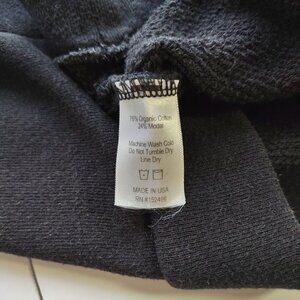 76% Organic Cotton
24% Modal
Machine Wash Cold
Do Not Tumble Dry
Line Dry
MADE IN USA
RN #152486